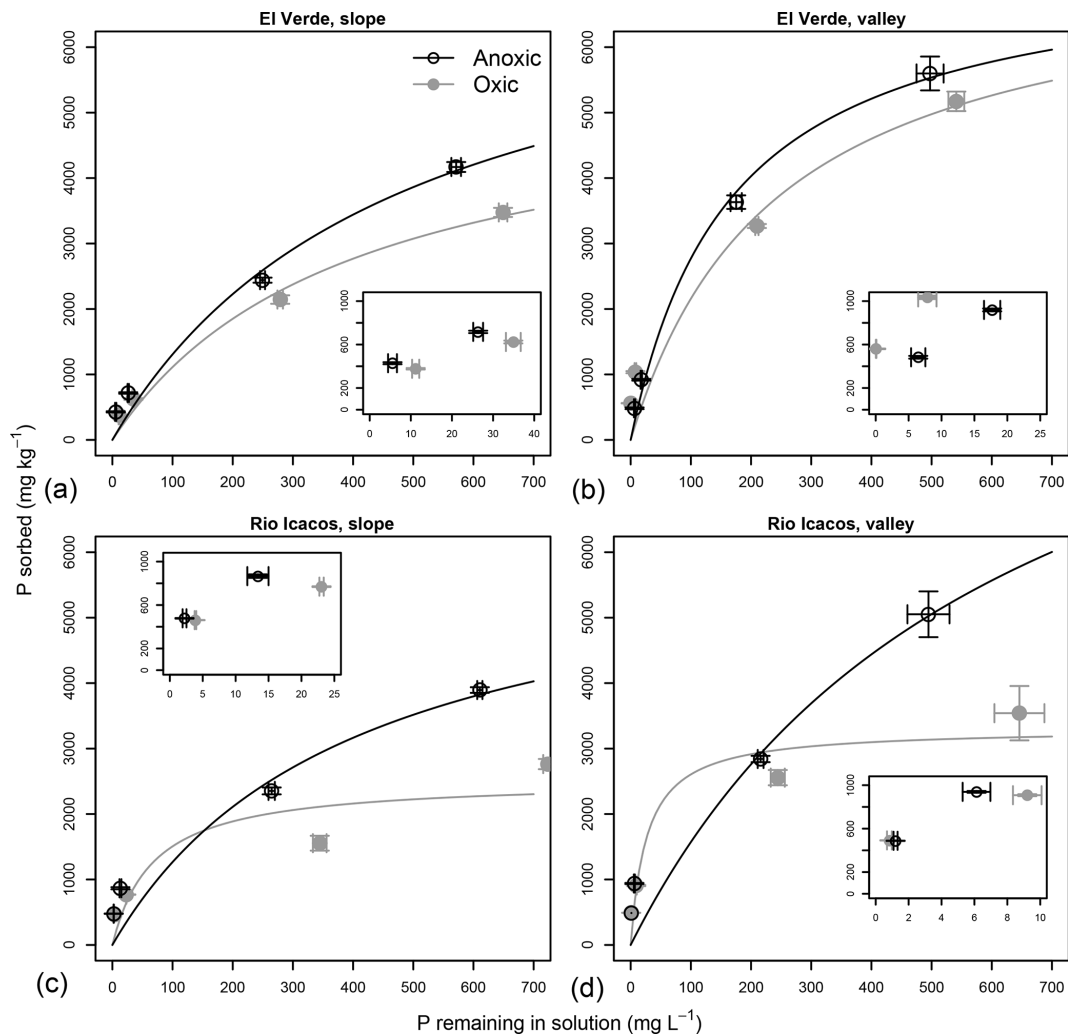 El Verde, slope
El Verde, valley
Anoxic
Oxic
0 1000 2000 3000 4000 5000 6000
0 200 400 600 1000
0 10 20 30 40
0 100 200 300 400 500 600 700
(a)
0 1000 2000 3000 4000 5000 6000
0 200 400 600 1000
0 5 10 15 20 25
0 100 200 300 400 500 600 700
(b)
P sorbed (mg kg⁻¹)
Rio Icacos, slope
Rio Icacos, valley
0 1000 2000 3000 4000 5000 6000
0 200 600 1000
0 5 10 15 20 25
0 100 200 300 400 500 600 700
(c)
0 1000 2000 3000 4000 5000 6000
0 200 600 1000
0 2 4 6 8 10
0 100 200 300 400 500 600 700
(d)
P remaining in solution (mg L⁻¹)